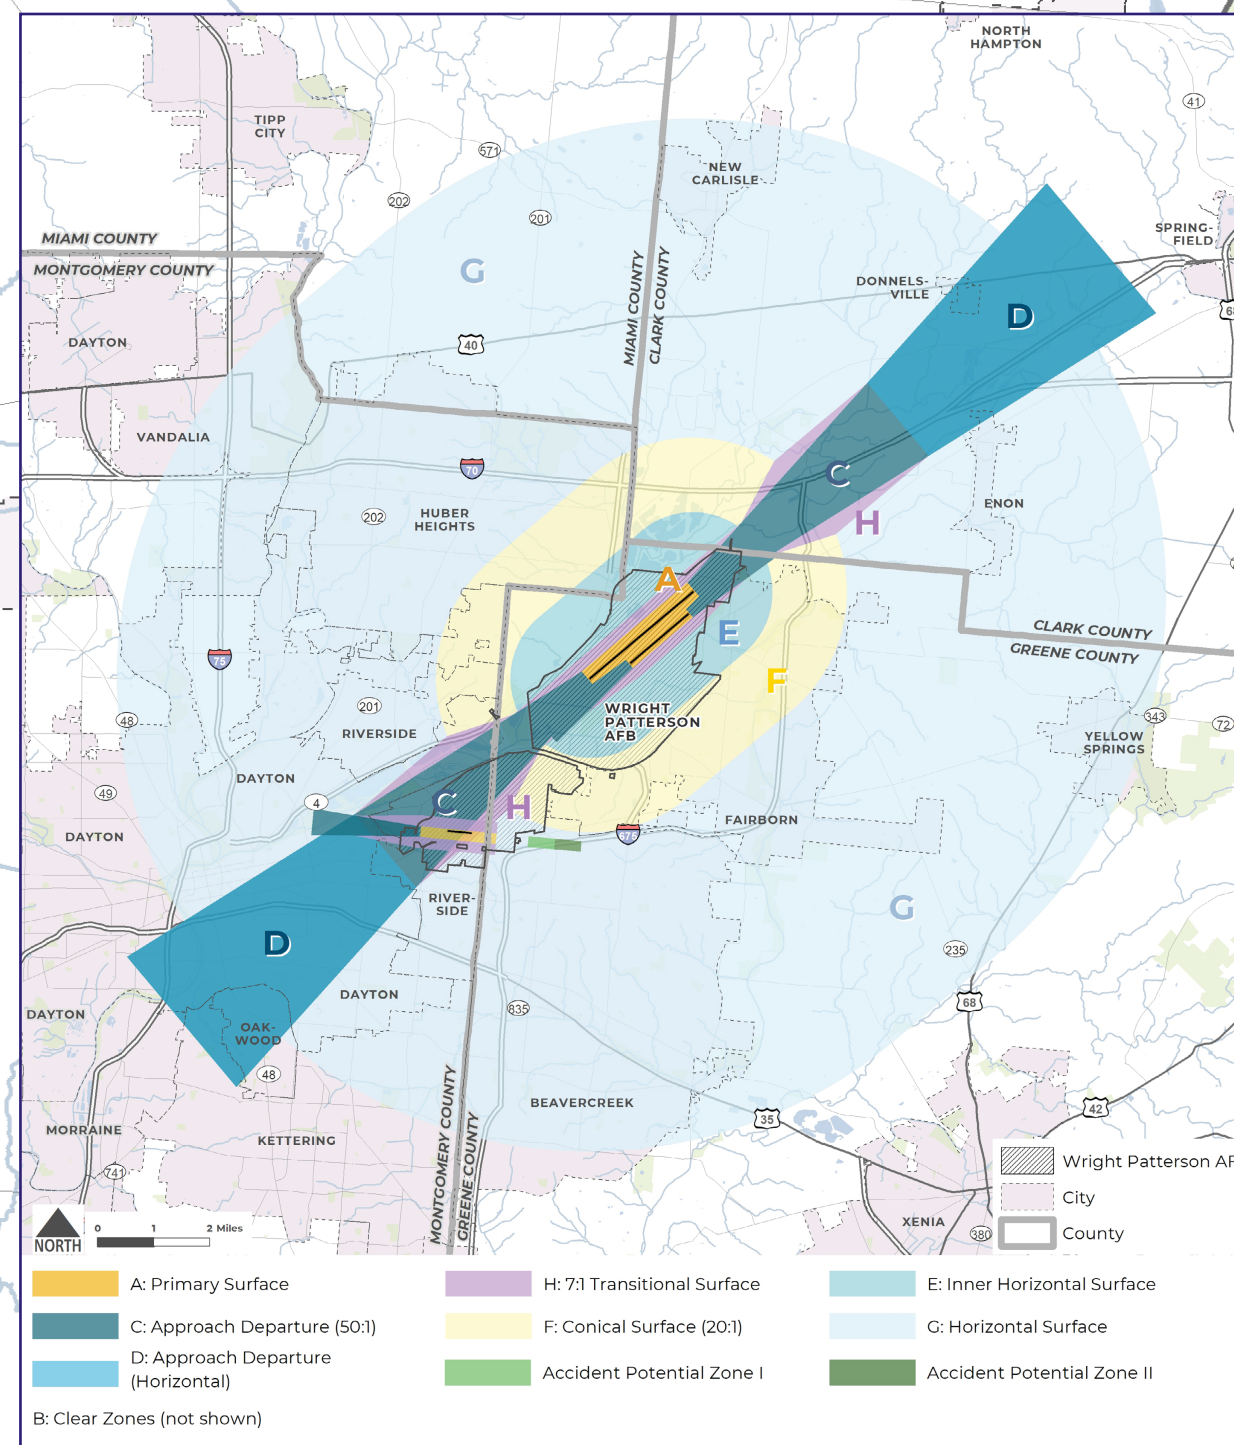 NORTH
HAMPTON
41
TIPP
CITY
571
NEW
CARLISLE
202
201
SPRING-
FIELD
MIAMI COUNTY
MONTGOMERY COUNTY
G
MIAMI COUNTY
CLARK COUNTY
DONNELS-
VILLE
D
DAYTON
40
VANDALIA
70
C
H
ENON
202
HUBER
HEIGHTS
A
E
CLARK COUNTY
GREENE COUNTY
75
F
201
RIVERSIDE
WRIGHT
PATTERSON
AFB
48
343
72
YELLOW
SPRINGS
DAYTON
49
4
C
H
FAIRBORN
675
DAYTON
RIVER-
SIDE
G
D
235
DAYTON
68
835
DAYTON
OAK-
WOOD
48
BEAVERCREEK
35
42
MORRAINE
KETTERING
741
MONTGOMERY COUNTY
GREENE COUNTY
XENIA
380
Wright Patterson AF
City
County
NORTH
0 1 2 Miles
A: Primary Surface
H: 7:1 Transitional Surface
E: Inner Horizontal Surface
C: Approach Departure (50:1)
F: Conical Surface (20:1)
G: Horizontal Surface
D: Approach Departure
(Horizontal)
Accident Potential Zone I
Accident Potential Zone II
B: Clear Zones (not shown)